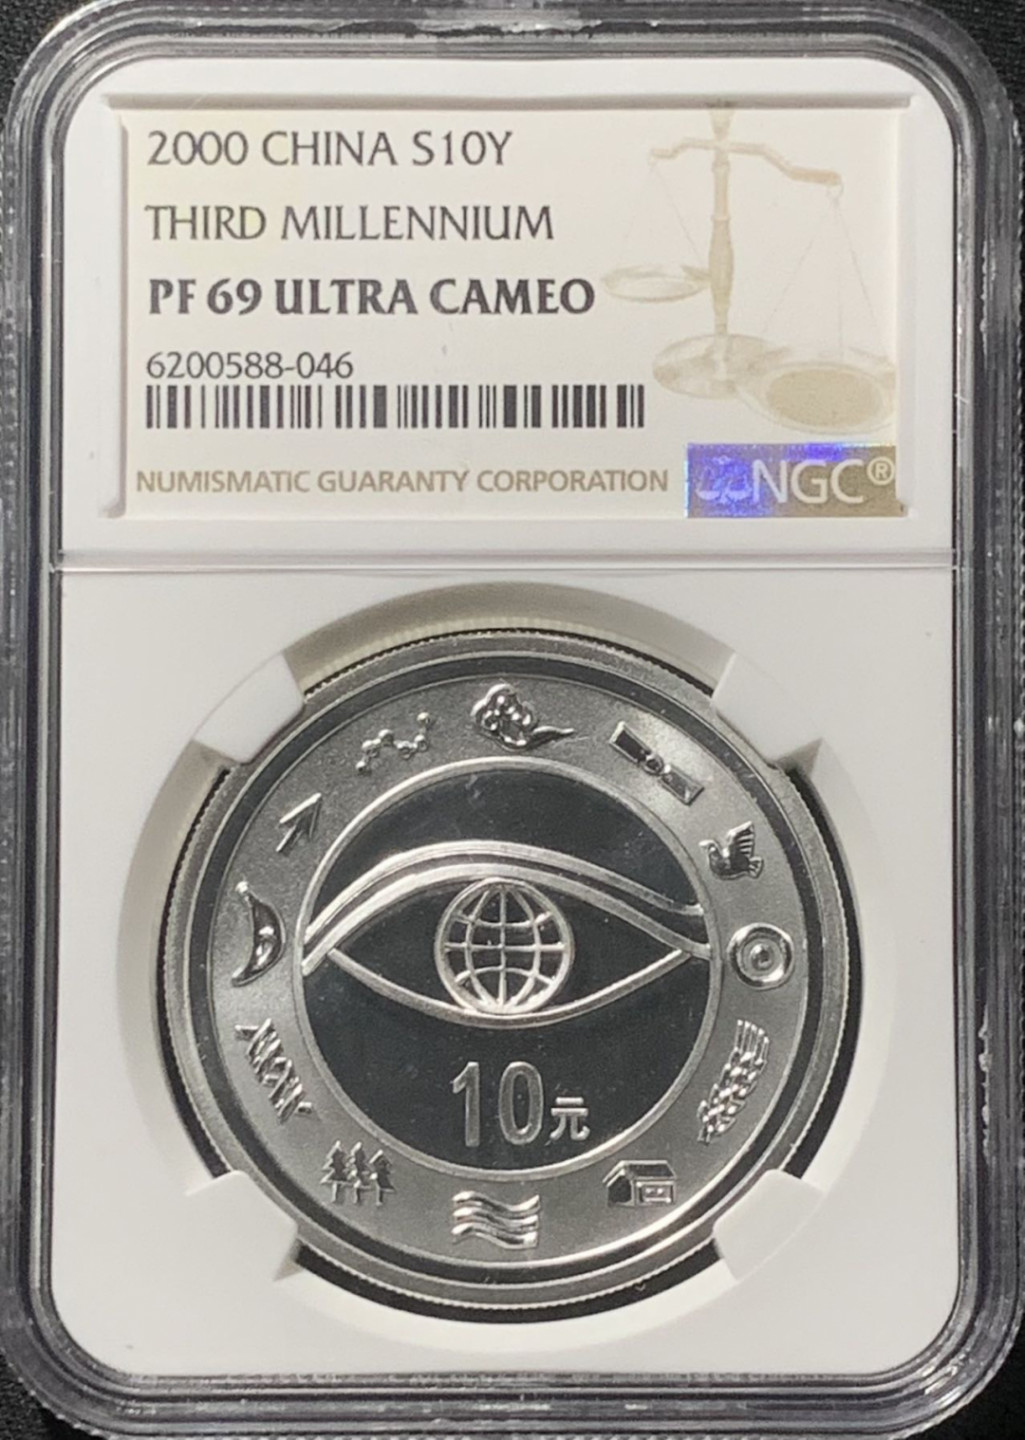 2000 CHINA S10Y
THIRD MILLENNIUM
PF 69 ULTRA CAMEO
6200588-046
NUMISMATIC GUARANTY CORPORATION
NGC®
10元